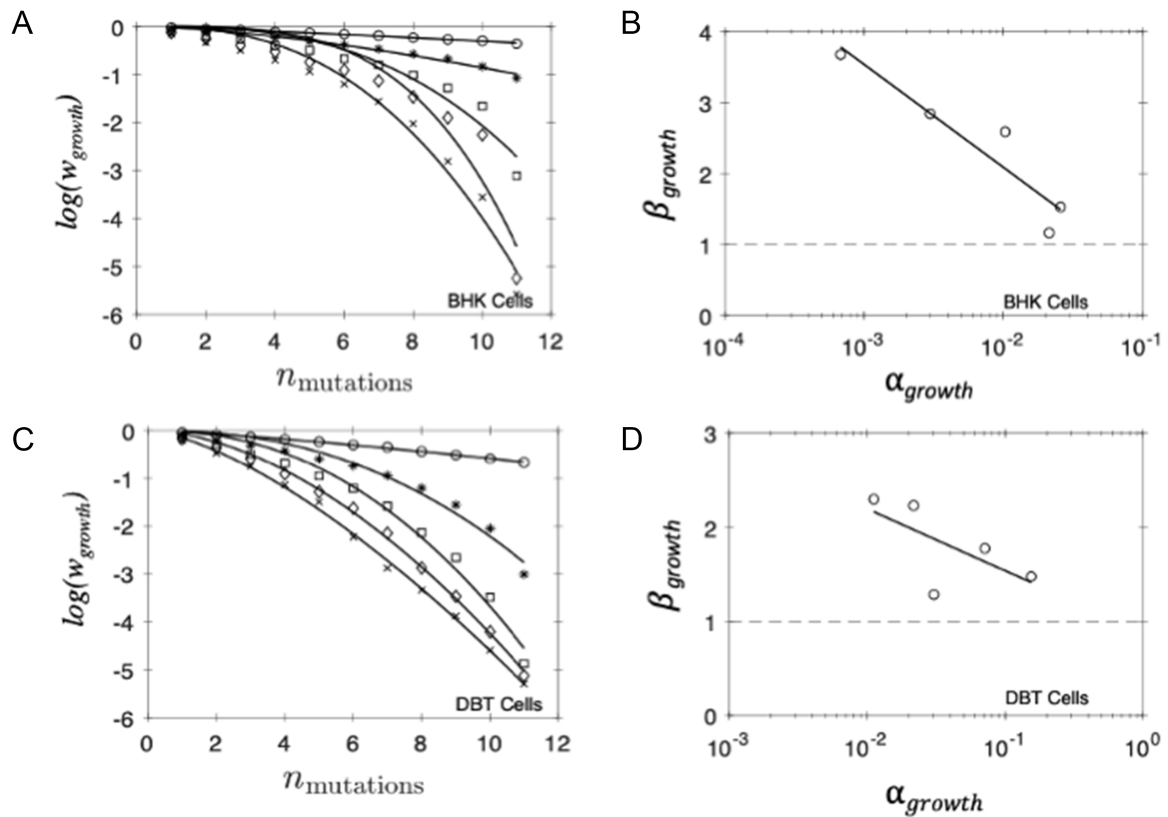 A
0
-1
-2
-3
-4
-5
-6
log(w_growth)
BHK Cells
0 2 4 6 8 10 12
n_mutations
B
4
3
2
1
0
β_growth
BHK Cells
10^-4 10^-3 10^-2 10^-1
α_growth
C
0
-1
-2
-3
-4
-5
-6
log(w_growth)
DBT Cells
0 2 4 6 8 10 12
n_mutations
D
3
2
1
0
β_growth
DBT Cells
10^-3 10^-2 10^-1 10^0
α_growth